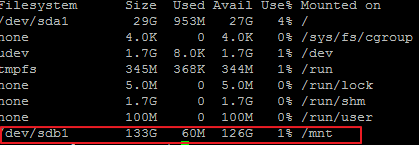 Filesystem Size Used Avail Use% Mounted on
/dev/sda1 29G 953M 27G 4% /
none 4.0K 0 4.0K 0% /sys/fs/cgroup
udev 1.7G 8.0K 1.7G 1% /dev
tmpfs 345M 368K 344M 1% /run
none 5.0M 0 5.0M 0% /run/lock
none 1.7G 0 1.7G 0% /run/shm
none 100M 0 100M 0% /run/user
/dev/sdb1 133G 60M 126G 1% /mnt